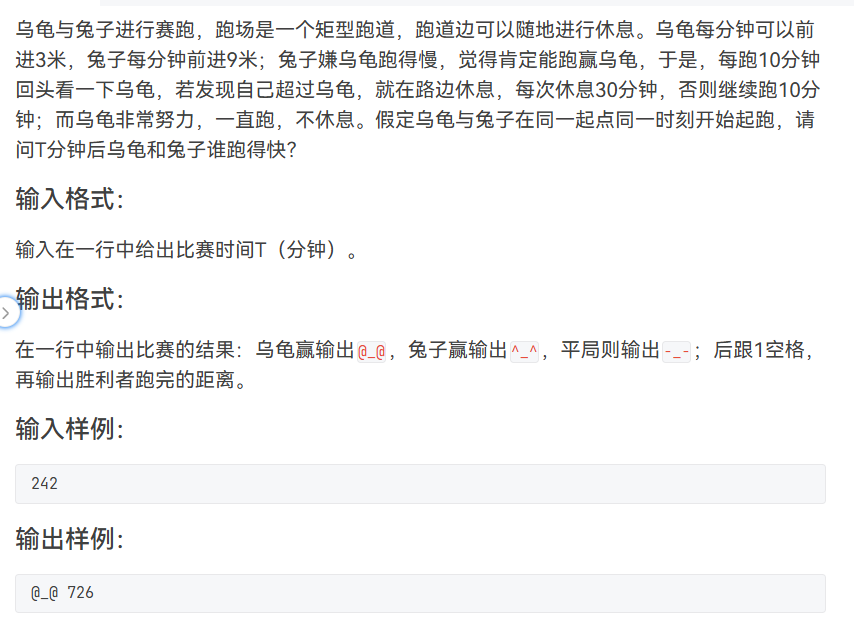 乌龟与兔子进行赛跑，跑场是一个矩型跑道，跑道边可以随地进行休息。乌龟每分钟可以前
进3米，兔子每分钟前进9米；兔子嫌乌龟跑得慢，觉得肯定能跑赢乌龟，于是，每跑10分钟
回头看一下乌龟，若发现自己超过乌龟，就在路边休息，每次休息30分钟，否则继续跑10分
钟；而乌龟非常努力，一直跑，不休息。假定乌龟与兔子在同一起点同一时刻开始起跑，请
问T分钟后乌龟和兔子谁跑得快？
输入格式：
输入在一行中给出比赛时间T（分钟）。
输出格式：
在一行中输出比赛的结果：乌龟赢输出@_@，兔子赢输出^_^，平局则输出-_-；后跟1空格，
再输出胜利者跑完的距离。
输入样例：
242
输出样例：
@_@ 726